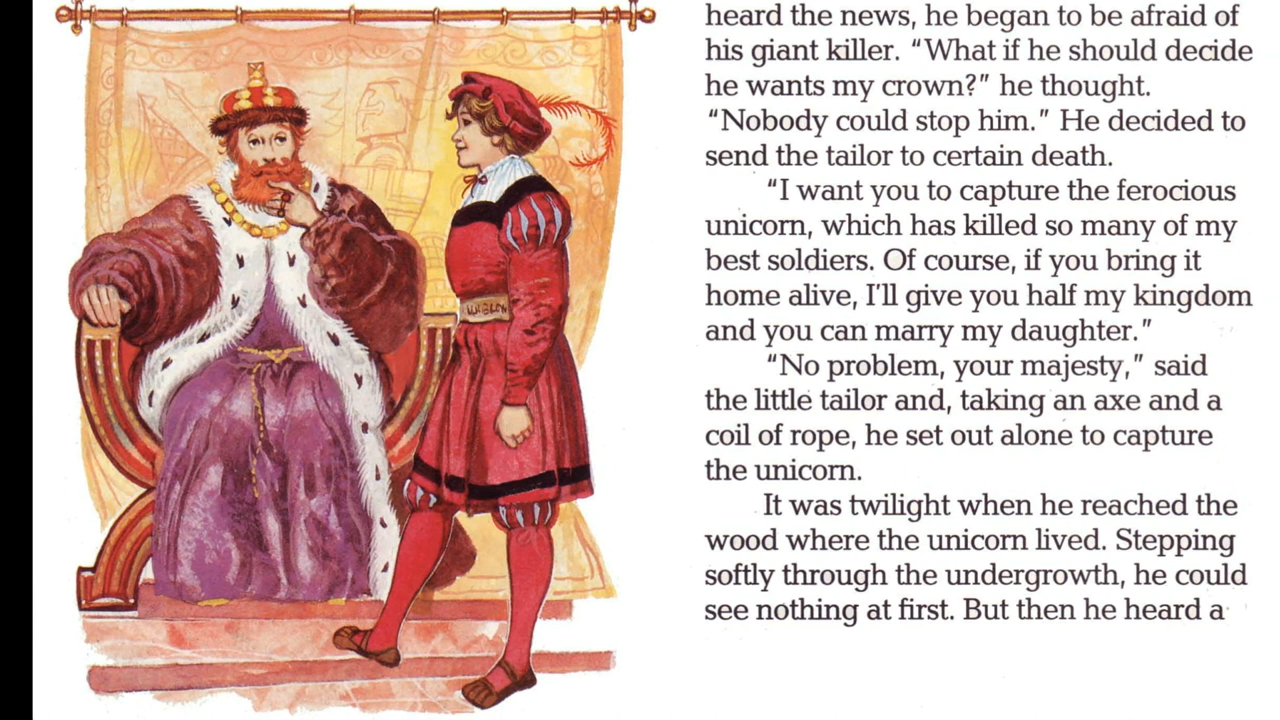 heard the news, he began to be afraid of
his giant killer. “What if he should decide
he wants my crown?” he thought.
“Nobody could stop him.” He decided to
send the tailor to certain death.
“I want you to capture the ferocious
unicorn, which has killed so many of my
best soldiers. Of course, if you bring it
home alive, I’ll give you half my kingdom
and you can marry my daughter.”
“No problem, your majesty,” said
the little tailor and, taking an axe and a
coil of rope, he set out alone to capture
the unicorn.
It was twilight when he reached the
wood where the unicorn lived. Stepping
softly through the undergrowth, he could
see nothing at first. But then he heard a